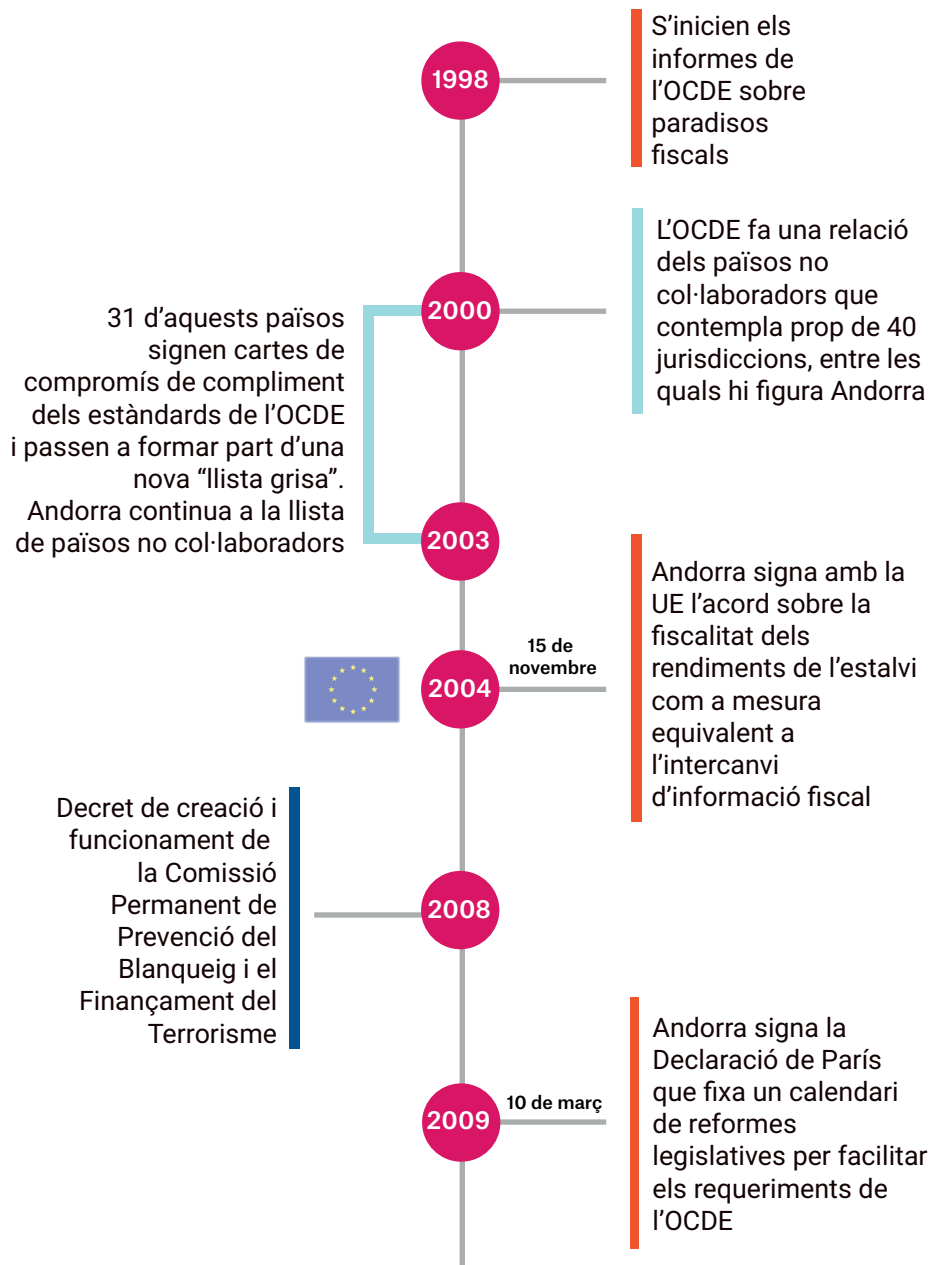 1998
S’inicien els
informes de
l’OCDE sobre
paradisos
fiscals
2000
L’OCDE fa una relació
dels països no
col·laboradors que
contempla prop de 40
jurisdiccions, entre les
quals hi figura Andorra
31 d’aquests països
signen cartes de
compromís de compliment
dels estàndards de l’OCDE
i passen a formar part d’una
nova “llista grisa”.
Andorra continua a la llista
de països no col·laboradors
2003
2004
15 de
novembre
Andorra signa amb la
UE l’acord sobre la
fiscalitat dels
rendiments de l’estalvi
com a mesura
equivalent a
l’intercanvi
d’informació fiscal
Decret de creació i
funcionament de
la Comissió
Permanent de
Prevenció del
Blanqueig i el
Finançament del
Terrorisme
2008
2009
10 de març
Andorra signa la
Declaració de París
que fixa un calendari
de reformes
legislatives per facilitar
els requeriments de
l’OCDE